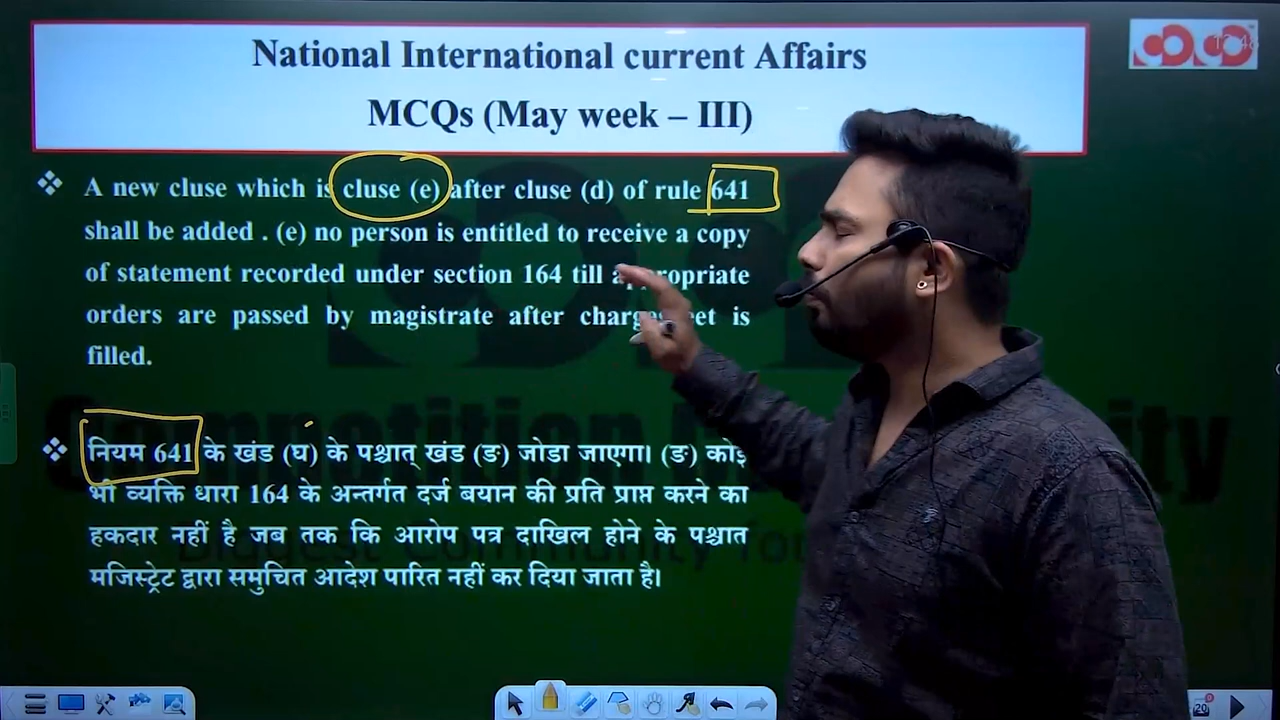 National International current Affairs
MCQs (May week – III)
❖ A new cluse which is cluse (e) after cluse (d) of rule 641
shall be added . (e) no person is entitled to receive a copy
of statement recorded under section 164 till appropriate
orders are passed by magistrate after chargesheet is
filled.
❖ नियम 641 के खंड (घ) के पश्चात् खंड (ङ) जोडा जाएगा। (ङ) कोई
भी व्यक्ति धारा 164 के अन्तर्गत दर्ज बयान की प्रति प्राप्त करने का
हकदार नहीं है जब तक कि आरोप पत्र दाखिल होने के पश्चात
मजिस्ट्रेट द्वारा समुचित आदेश पारित नहीं कर दिया जाता है।
20